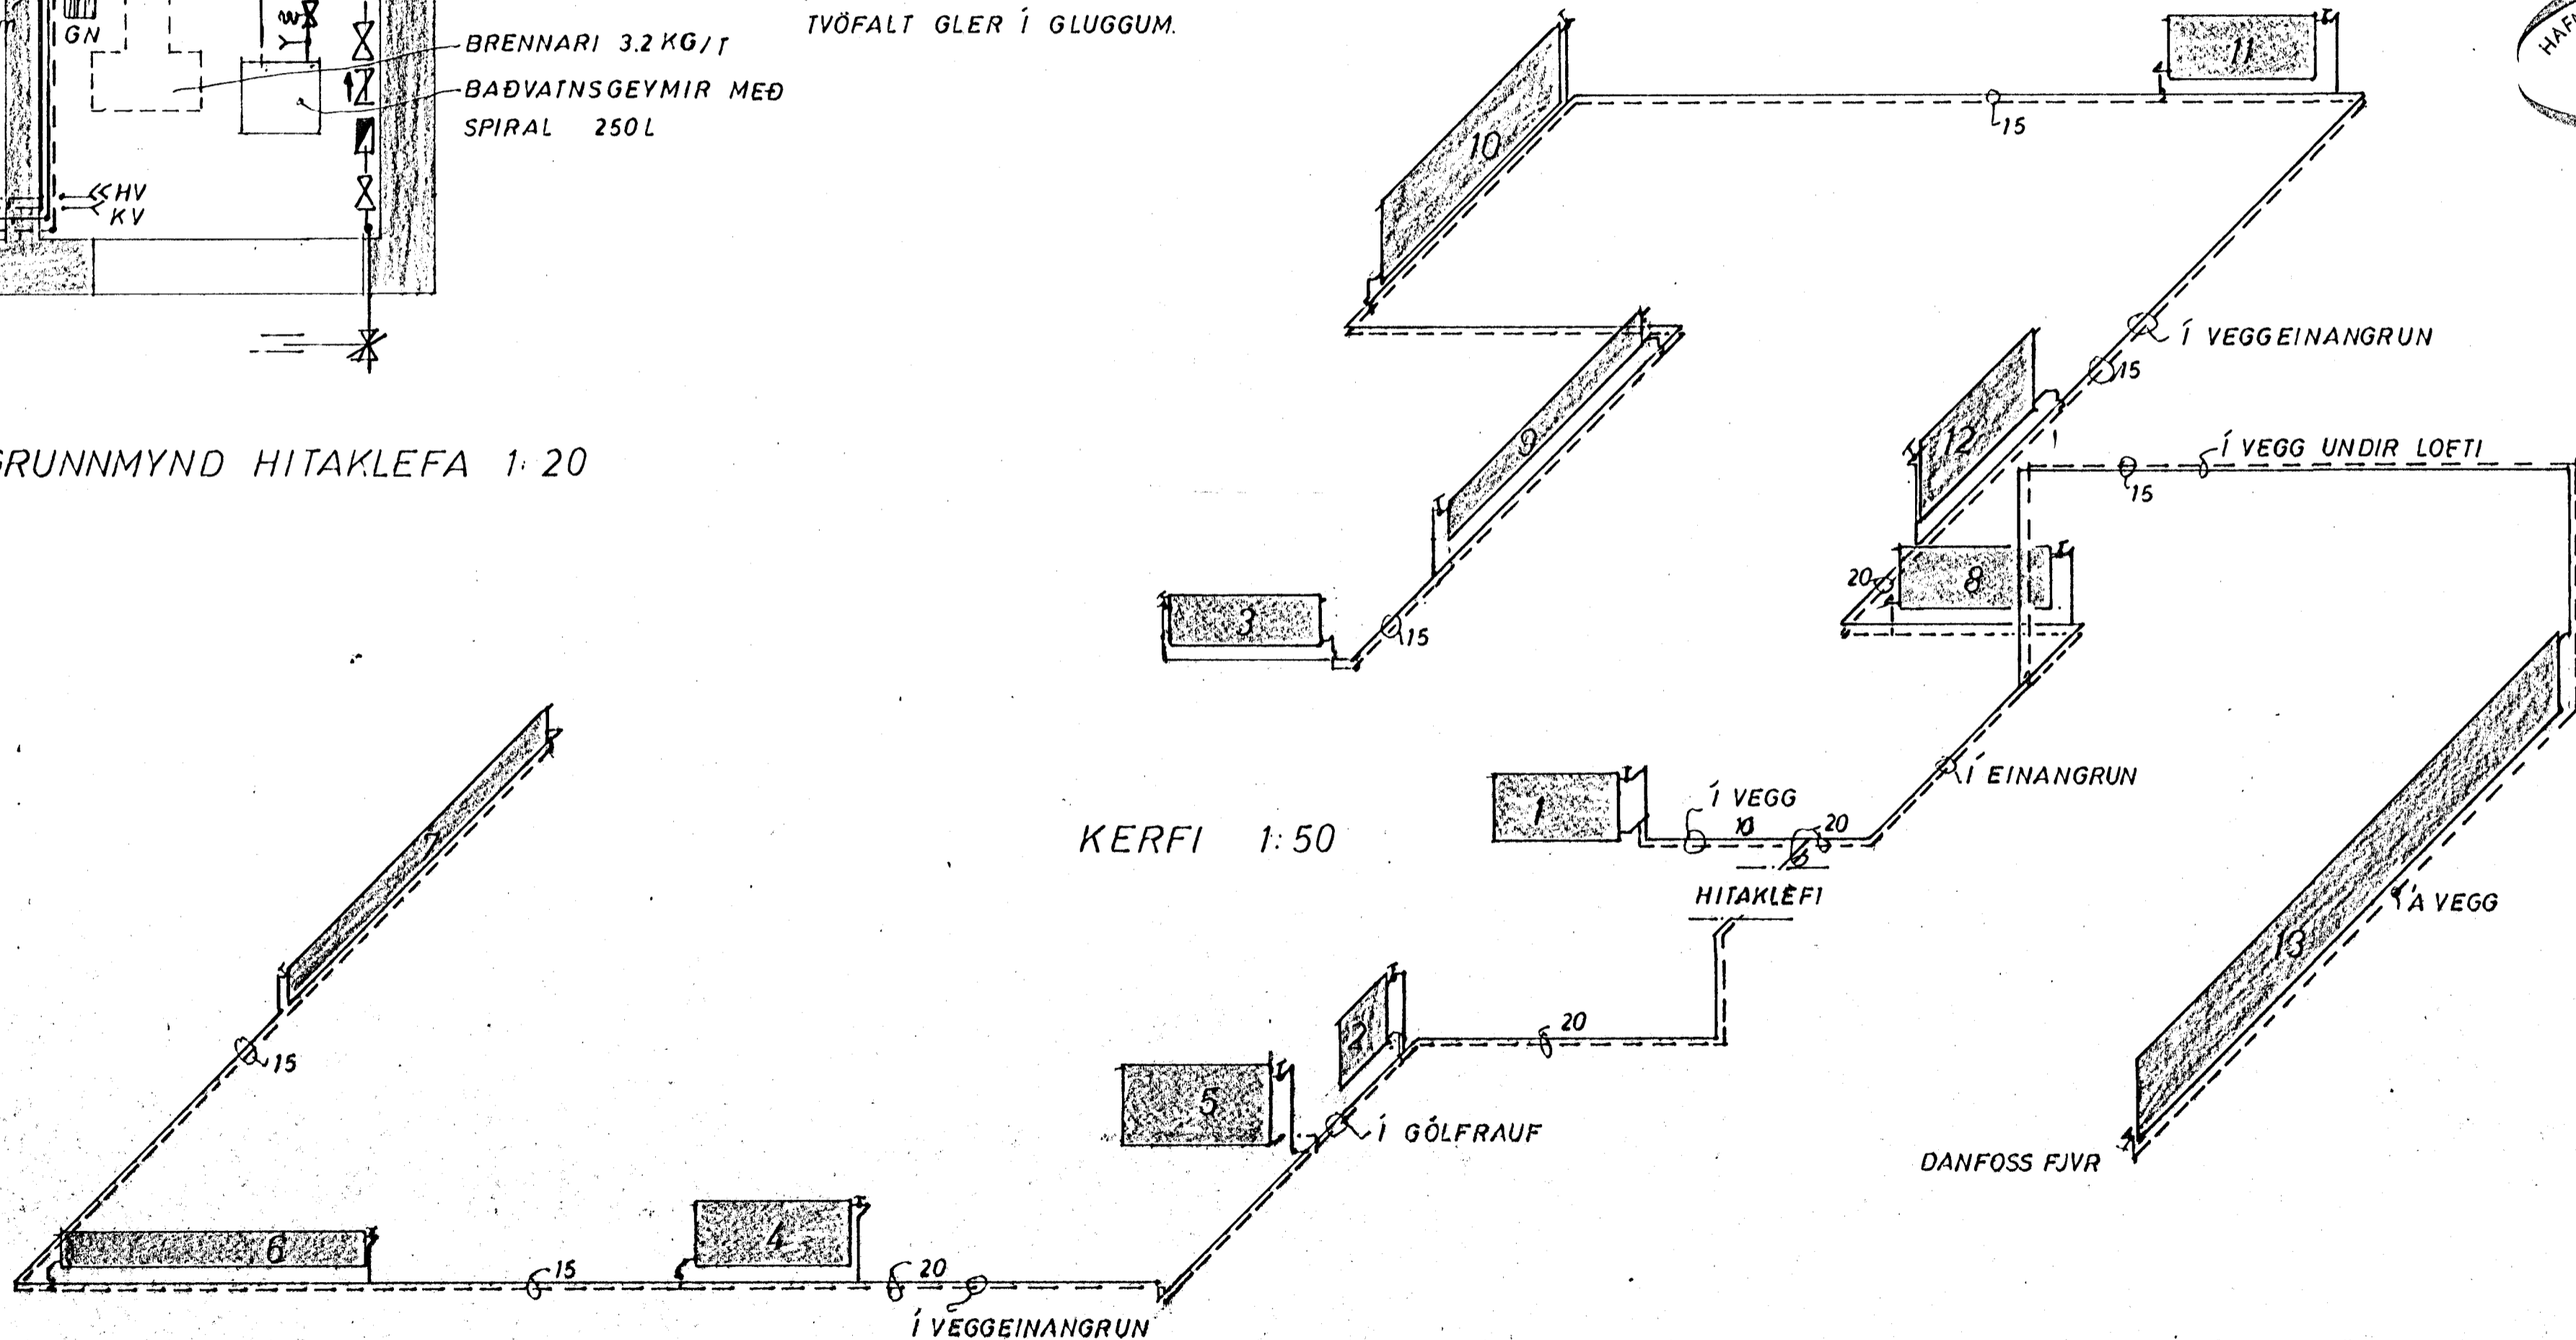 GN
BRENNARI 3.2 KG/T
BAÐVATNSGEYMIR MEÐ
SPIRAL 250 L
HV
KV
TVÖFALT GLER Í GLUGGUM.
GRUNNMYND HITAKLEFA 1:20
11
10
15
Í VEGGEINANGRUN
15
12
9
Í VEGG UNDIR LOFTI
15
20
8
3
15
1
Í VEGG
20
Í EINANGRUN
KERFI 1:50
HITAKLEFI
7
13
Á VEGG
2
20
15
5
Í GÓLFRAUF
DANFOSS FJVR
6
4
15
20
Í VEGGEINANGRUN